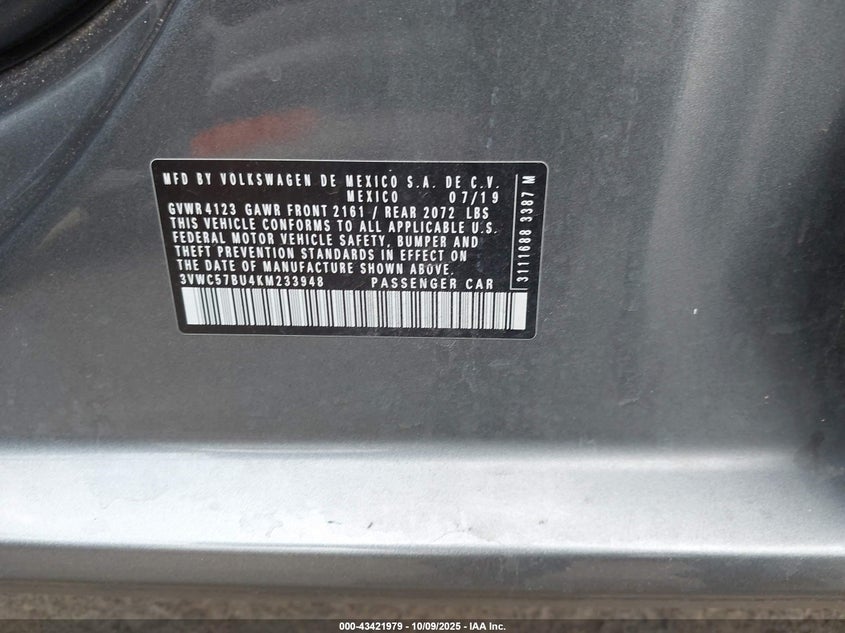 MFD BY VOLKSWAGEN DE MEXICO S.A. DE C.V.
MEXICO 07/19
GVWR 4123 GAWR FRONT 2161 / REAR 2072 LBS
THIS VEHICLE CONFORMS TO ALL APPLICABLE U.S.
FEDERAL MOTOR VEHICLE SAFETY, BUMPER AND
THEFT PREVENTION STANDARDS IN EFFECT ON
THE DATE OF MANUFACTURE SHOWN ABOVE.
3VWC57BU4KM233948 PASSENGER CAR
3111688 3387 M
000-43421979 - 10/09/2025 - IAA Inc.